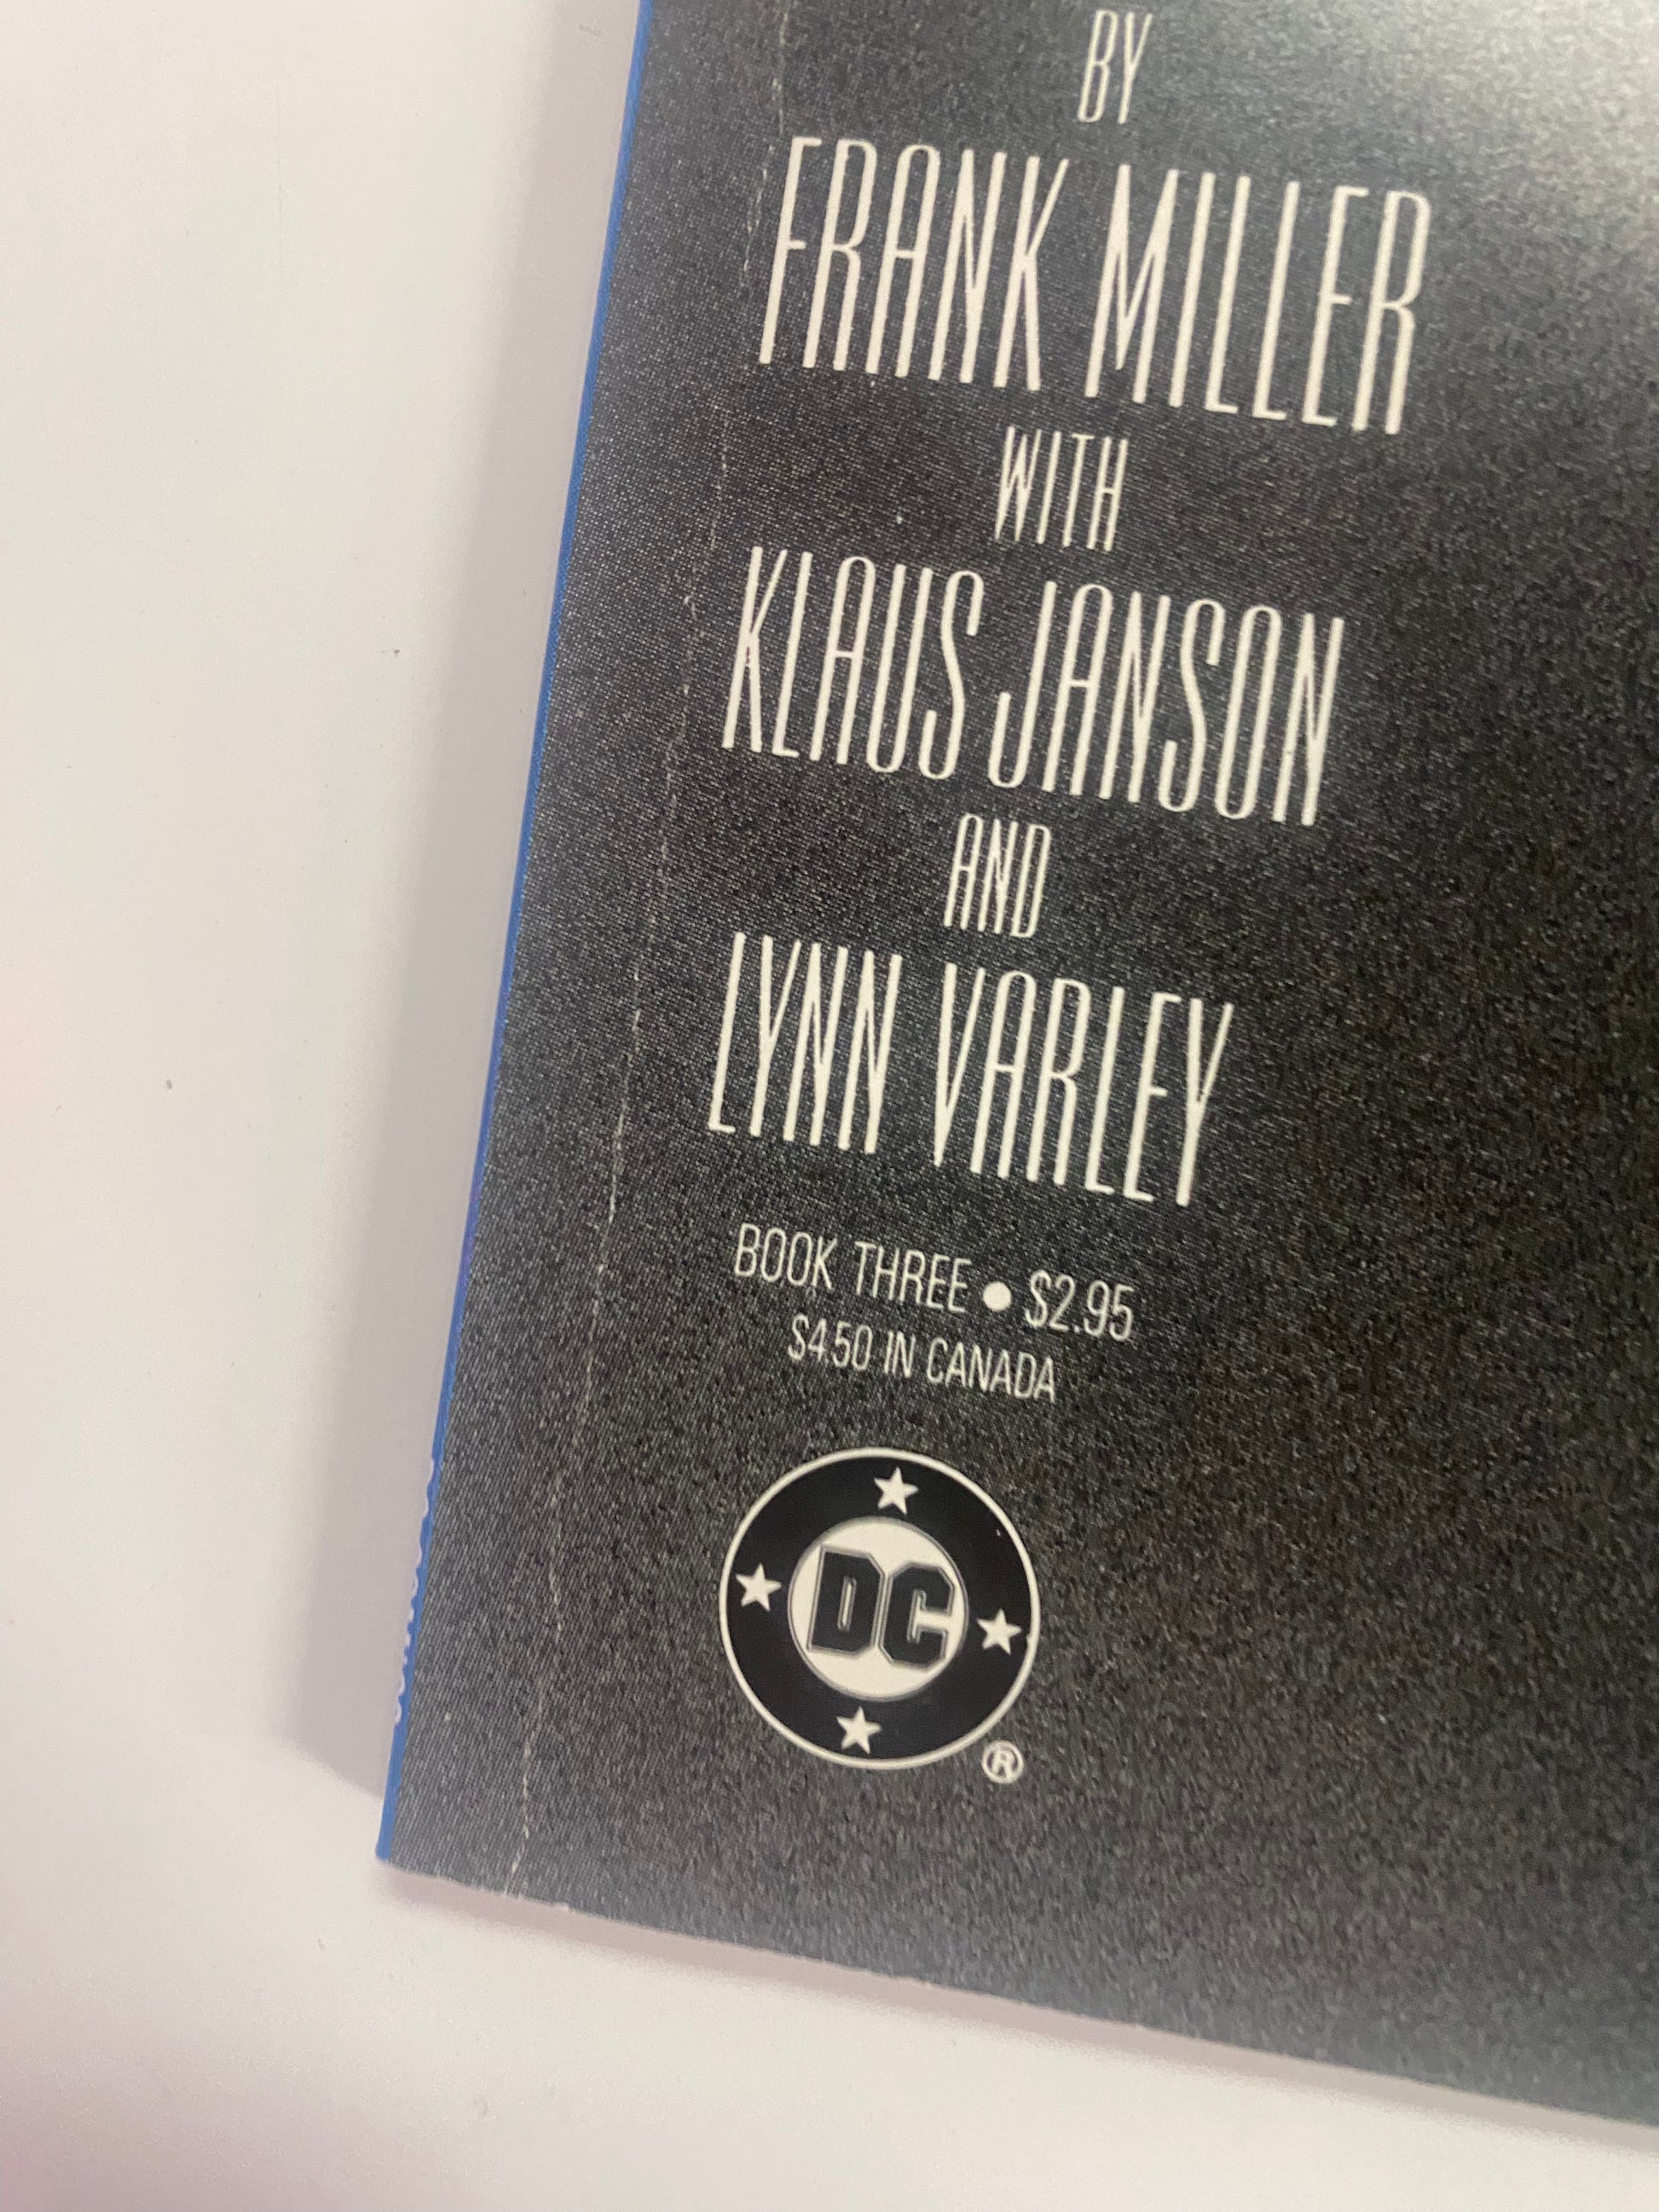 BY
FRANK MILLER
WITH
KLAUS JANSON
AND
LYNN VARLEY
BOOK THREE • $2.95
$4.50 IN CANADA
DC
®